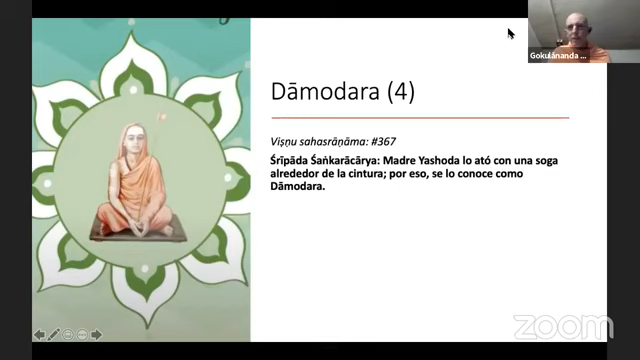 Gokulānanda ...
Dāmodara (4)
Viṣṇu sahasrāṇāma: #367
Śrīpāda Śaṅkarācārya: Madre Yashoda lo ató con una soga
alrededor de la cintura; por eso, se lo conoce como
Dāmodara.
zoom